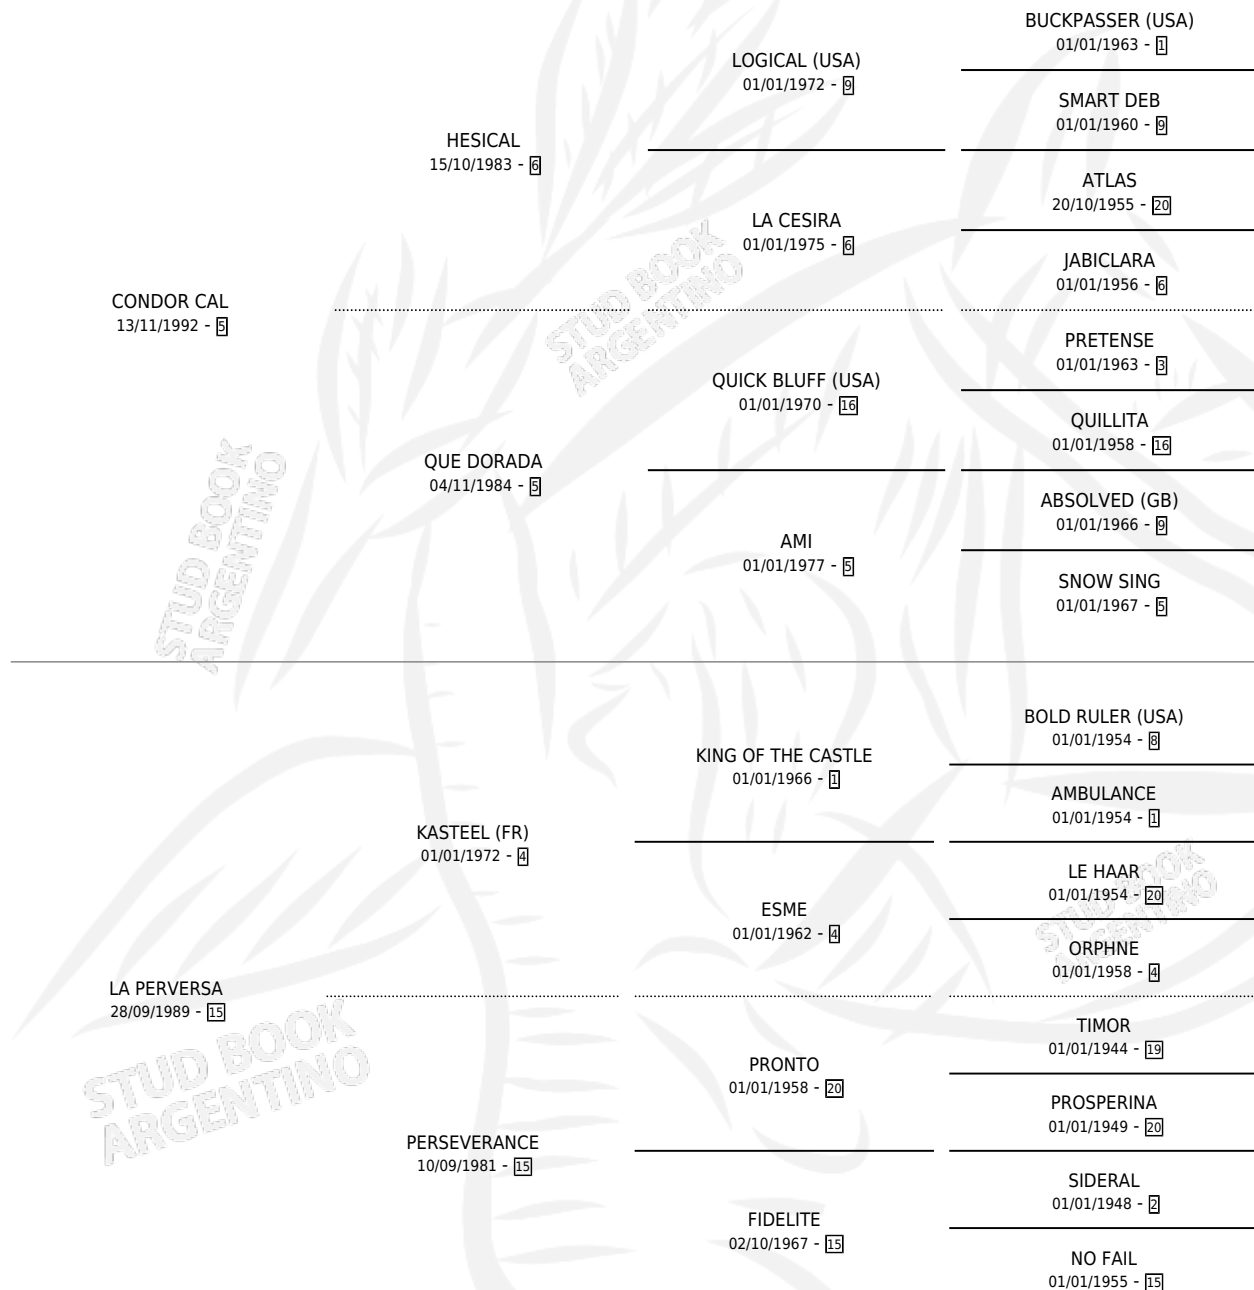 BUCKPASSER (USA)
01/01/1963 - 1
LOGICAL (USA)
01/01/1972 - 9
SMART DEB
01/01/1960 - 9
HESICAL
15/10/1983 - 6
ATLAS
20/10/1955 - 20
LA CESIRA
01/01/1975 - 6
JABICLARA
01/01/1956 - 6
CONDOR CAL
13/11/1992 - 5
PRETENSE
01/01/1963 - 3
QUICK BLUFF (USA)
01/01/1970 - 16
QUILLITA
01/01/1958 - 16
QUE DORADA
04/11/1984 - 5
ABSOLVED (GB)
01/01/1966 - 9
AMI
01/01/1977 - 5
SNOW SING
01/01/1967 - 5
STUD BOOK
ARGENTINO
STUD BOOK
ARGENTINO
BOLD RULER (USA)
01/01/1954 - 8
KING OF THE CASTLE
01/01/1966 - 1
AMBULANCE
01/01/1954 - 1
KASTEEL (FR)
01/01/1972 - 4
LE HAAR
01/01/1954 - 20
ESME
01/01/1962 - 4
ORPHNE
01/01/1958 - 4
LA PERVERSA
28/09/1989 - 15
TIMOR
01/01/1944 - 19
PRONTO
01/01/1958 - 20
PROSPERINA
01/01/1949 - 20
PERSEVERANCE
10/09/1981 - 15
SIDERAL
01/01/1948 - 2
FIDELITE
02/10/1967 - 15
NO FAIL
01/01/1955 - 15
STUD BOOK
ARGENTINO
STUD BOOK
ARGENTINO